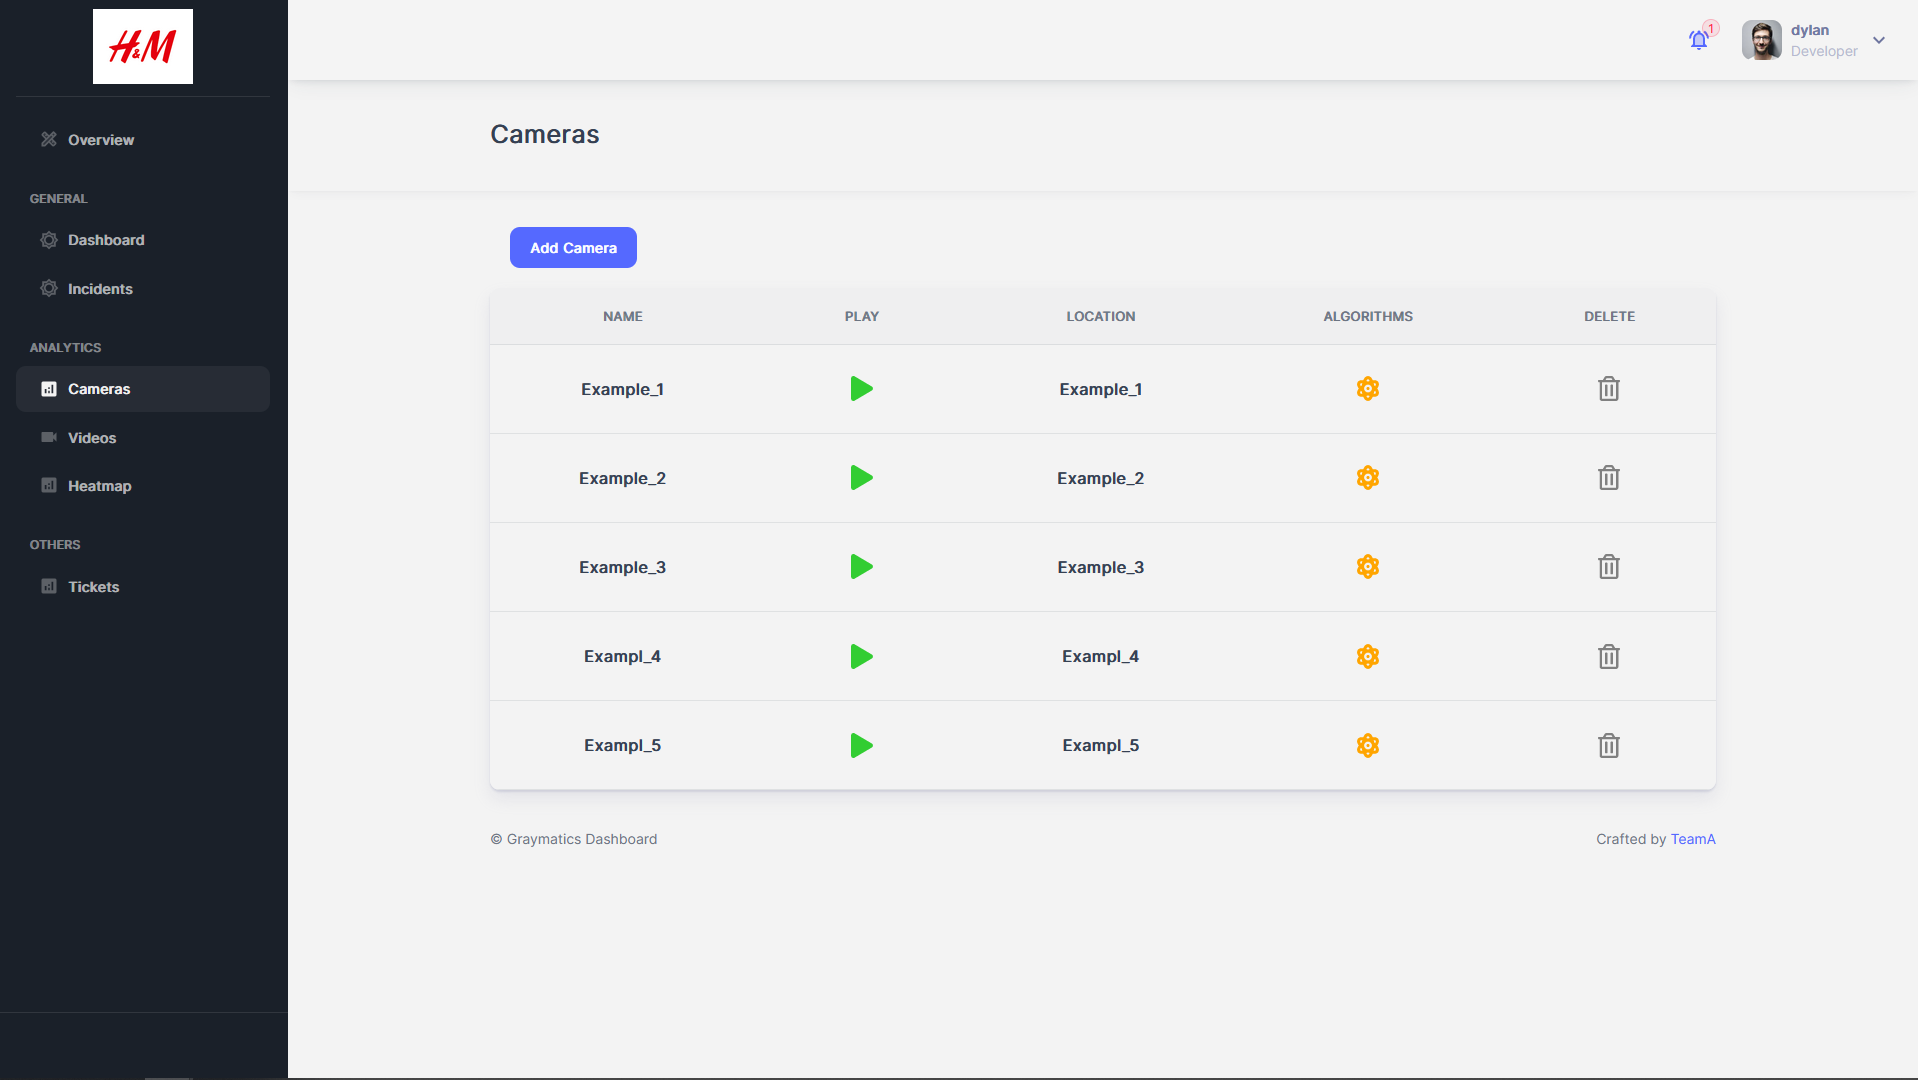 H&M
Overview
GENERAL
Dashboard
Incidents
ANALYTICS
Cameras
Videos
Heatmap
OTHERS
Tickets
1
dylan
Developer
Cameras
Add Camera
NAME PLAY LOCATION ALGORITHMS DELETE
Example_1 Example_1
Example_2 Example_2
Example_3 Example_3
Exampl_4 Exampl_4
Exampl_5 Exampl_5
© Graymatics Dashboard Crafted by TeamA